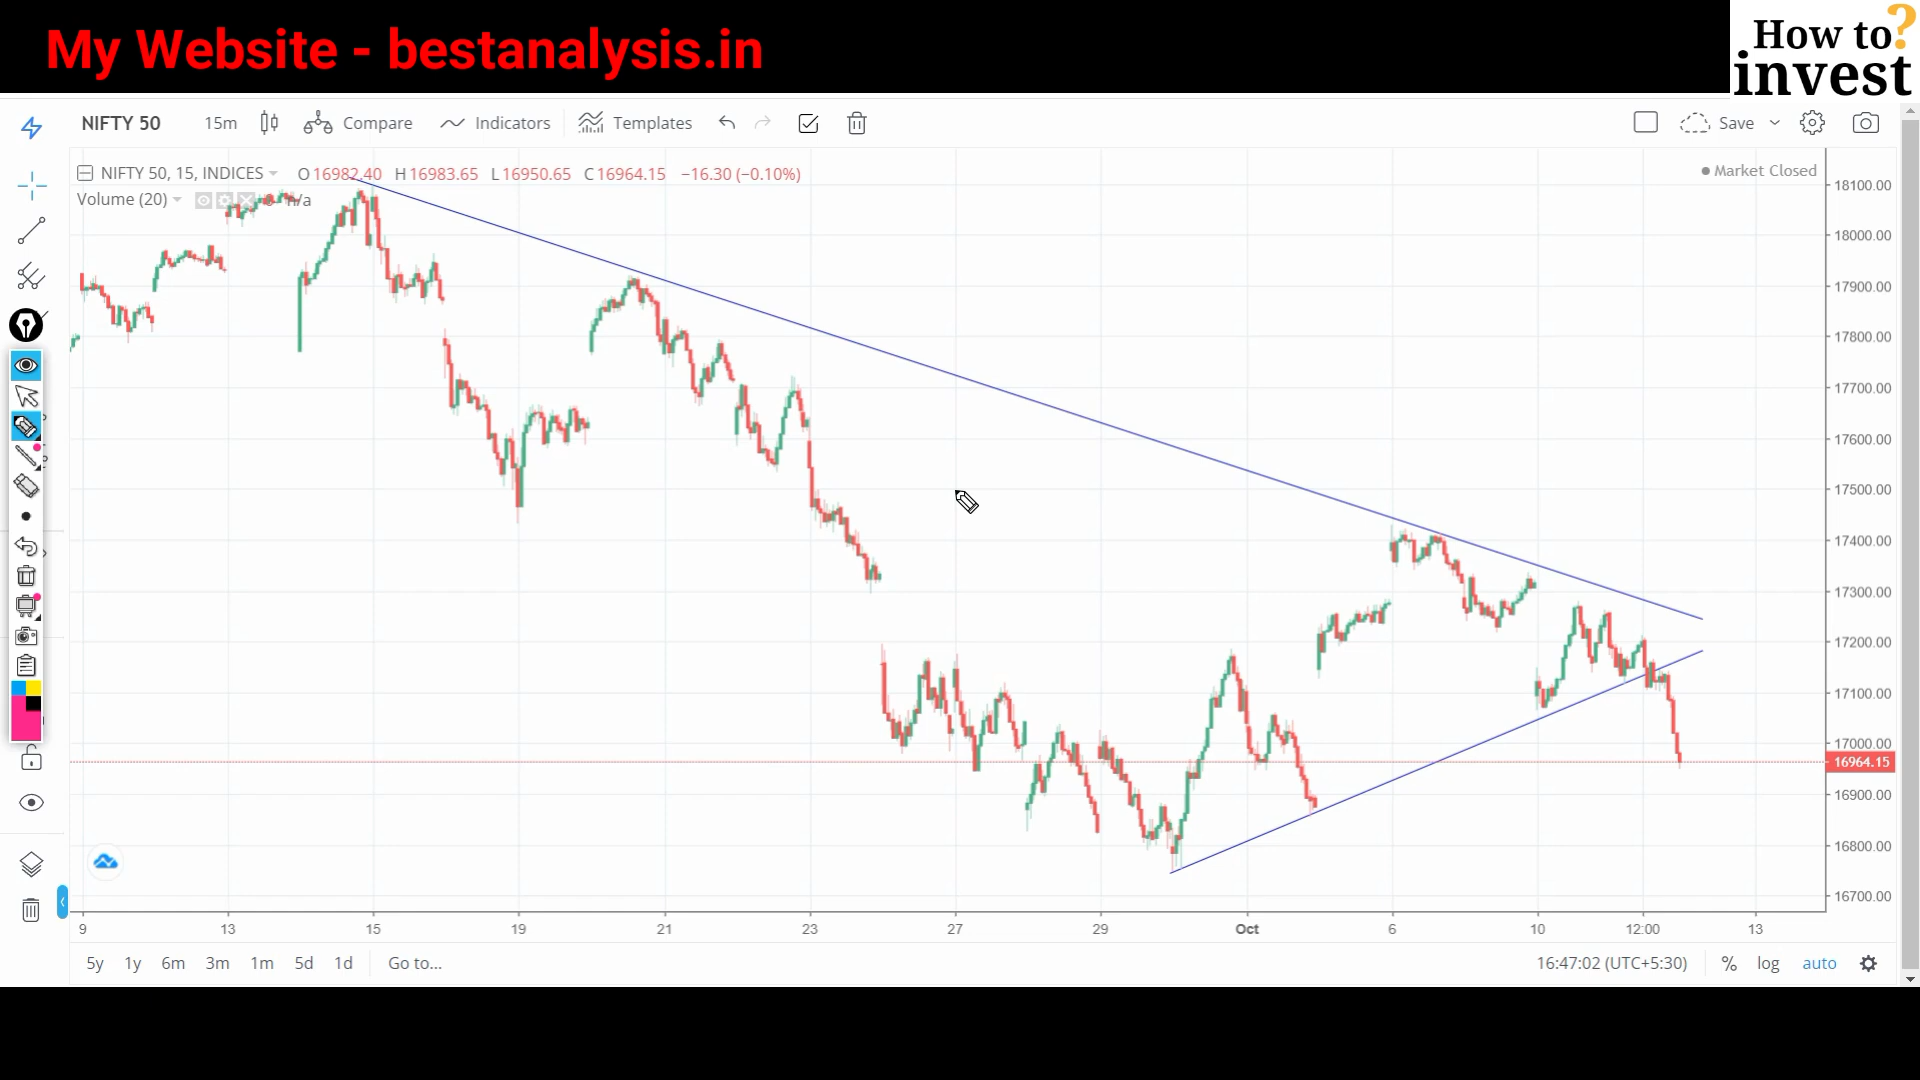 My Website - bestanalysis.in
How to?
invest
NIFTY 50 15m Compare Indicators Templates Save
NIFTY 50, 15, INDICES O16982.40 H16983.65 L16950.65 C16964.15 −16.30 (−0.10%)
Market Closed
Volume (20) n/a
18100.00
18000.00
17900.00
17800.00
17700.00
17600.00
17500.00
17400.00
17300.00
17200.00
17100.00
17000.00
16964.15
16900.00
16800.00
16700.00
9 13 15 19 21 23 27 29 Oct 6 10 12:00 13
5y 1y 6m 3m 1m 5d 1d Go to... 16:47:02 (UTC+5:30) % log auto